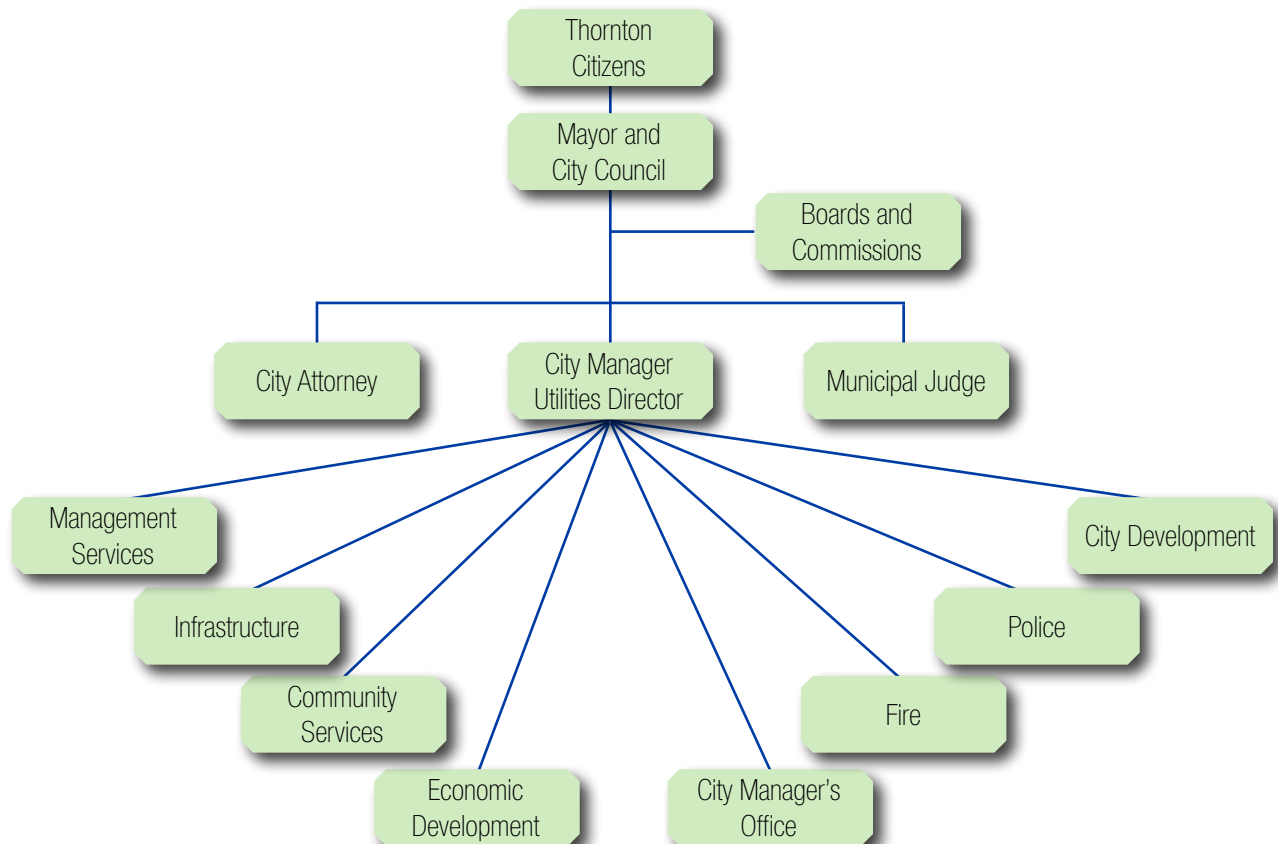 Thornton
Citizens
Mayor and
City Council
Boards and
Commissions
City Attorney
City Manager
Utilities Director
Municipal Judge
Management
Services
City Development
Infrastructure
Police
Community
Services
Fire
Economic
Development
City Manager's
Office